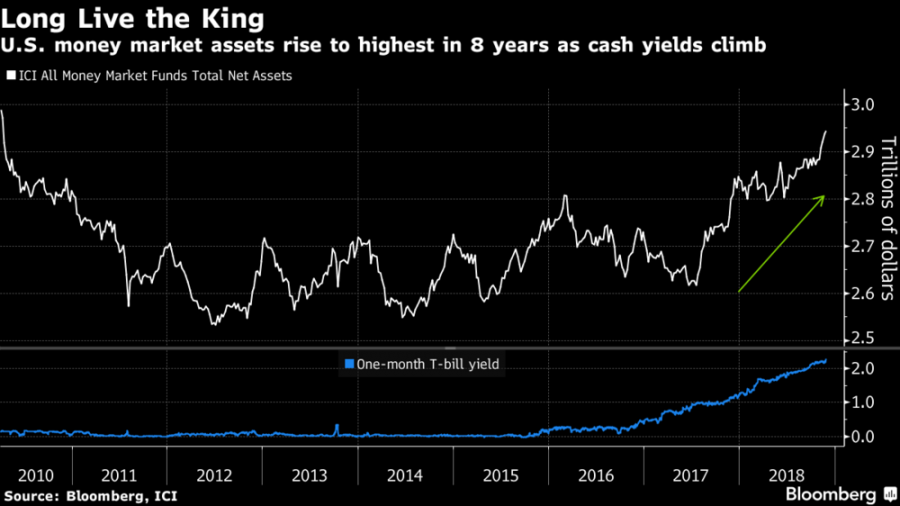 Long Live the King
U.S. money market assets rise to highest in 8 years as cash yields climb
ICI All Money Market Funds Total Net Assets
3.0
2.9
2.8
2.7
2.6
2.5
Trillions of dollars
One-month T-bill yield
2.0
1.0
0.0
2010 2011 2012 2013 2014 2015 2016 2017 2018
Source: Bloomberg, ICI
Bloomberg